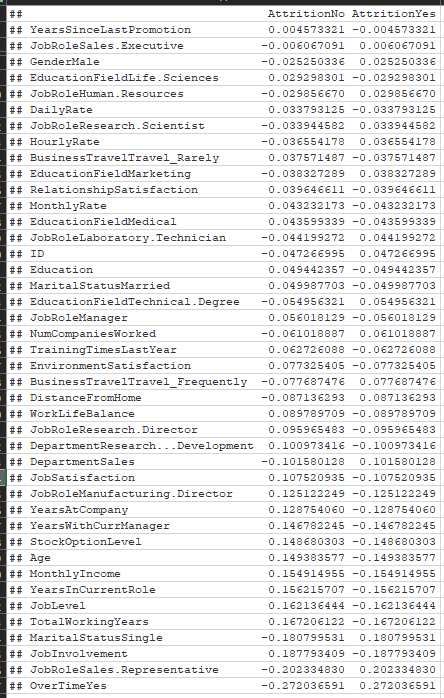 ## AttritionNo AttritionYes
## YearsSinceLastPromotion 0.004573321 -0.004573321
## JobRoleSales.Executive -0.006067091 0.006067091
## GenderMale -0.025250336 0.025250336
## EducationFieldLife.Sciences 0.029298301 -0.029298301
## JobRoleHuman.Resources -0.029856670 0.029856670
## DailyRate 0.033793125 -0.033793125
## JobRoleResearch.Scientist -0.033944582 0.033944582
## HourlyRate -0.036554178 0.036554178
## BusinessTravelTravel_Rarely 0.037571487 -0.037571487
## EducationFieldMarketing -0.038327289 0.038327289
## RelationshipSatisfaction 0.039646611 -0.039646611
## MonthlyRate 0.043232173 -0.043232173
## EducationFieldMedical 0.043599339 -0.043599339
## JobRoleLaboratory.Technician -0.044199272 0.044199272
## ID -0.047266995 0.047266995
## Education 0.049442357 -0.049442357
## MaritalStatusMarried 0.049987703 -0.049987703
## EducationFieldTechnical.Degree -0.054956321 0.054956321
## JobRoleManager 0.056018129 -0.056018129
## NumCompaniesWorked -0.061018887 0.061018887
## TrainingTimesLastYear 0.062726088 -0.062726088
## EnvironmentSatisfaction 0.077325405 -0.077325405
## BusinessTravelTravel_Frequently -0.077687476 0.077687476
## DistanceFromHome -0.087136293 0.087136293
## WorkLifeBalance 0.089789709 -0.089789709
## JobRoleResearch.Director 0.095965483 -0.095965483
## DepartmentResearch...Development 0.100973416 -0.100973416
## DepartmentSales -0.101580128 0.101580128
## JobSatisfaction 0.107520935 -0.107520935
## JobRoleManufacturing.Director 0.125122249 -0.125122249
## YearsAtCompany 0.128754060 -0.128754060
## YearsWithCurrManager 0.146782245 -0.146782245
## StockOptionLevel 0.148680303 -0.148680303
## Age 0.149383577 -0.149383577
## MonthlyIncome 0.154914955 -0.154914955
## YearsInCurrentRole 0.156215707 -0.156215707
## JobLevel 0.162136444 -0.162136444
## TotalWorkingYears 0.167206122 -0.167206122
## MaritalStatusSingle -0.180799531 0.180799531
## JobInvolvement 0.187793409 -0.187793409
## JobRoleSales.Representative -0.202334830 0.202334830
## OverTimeYes -0.272036591 0.272036591